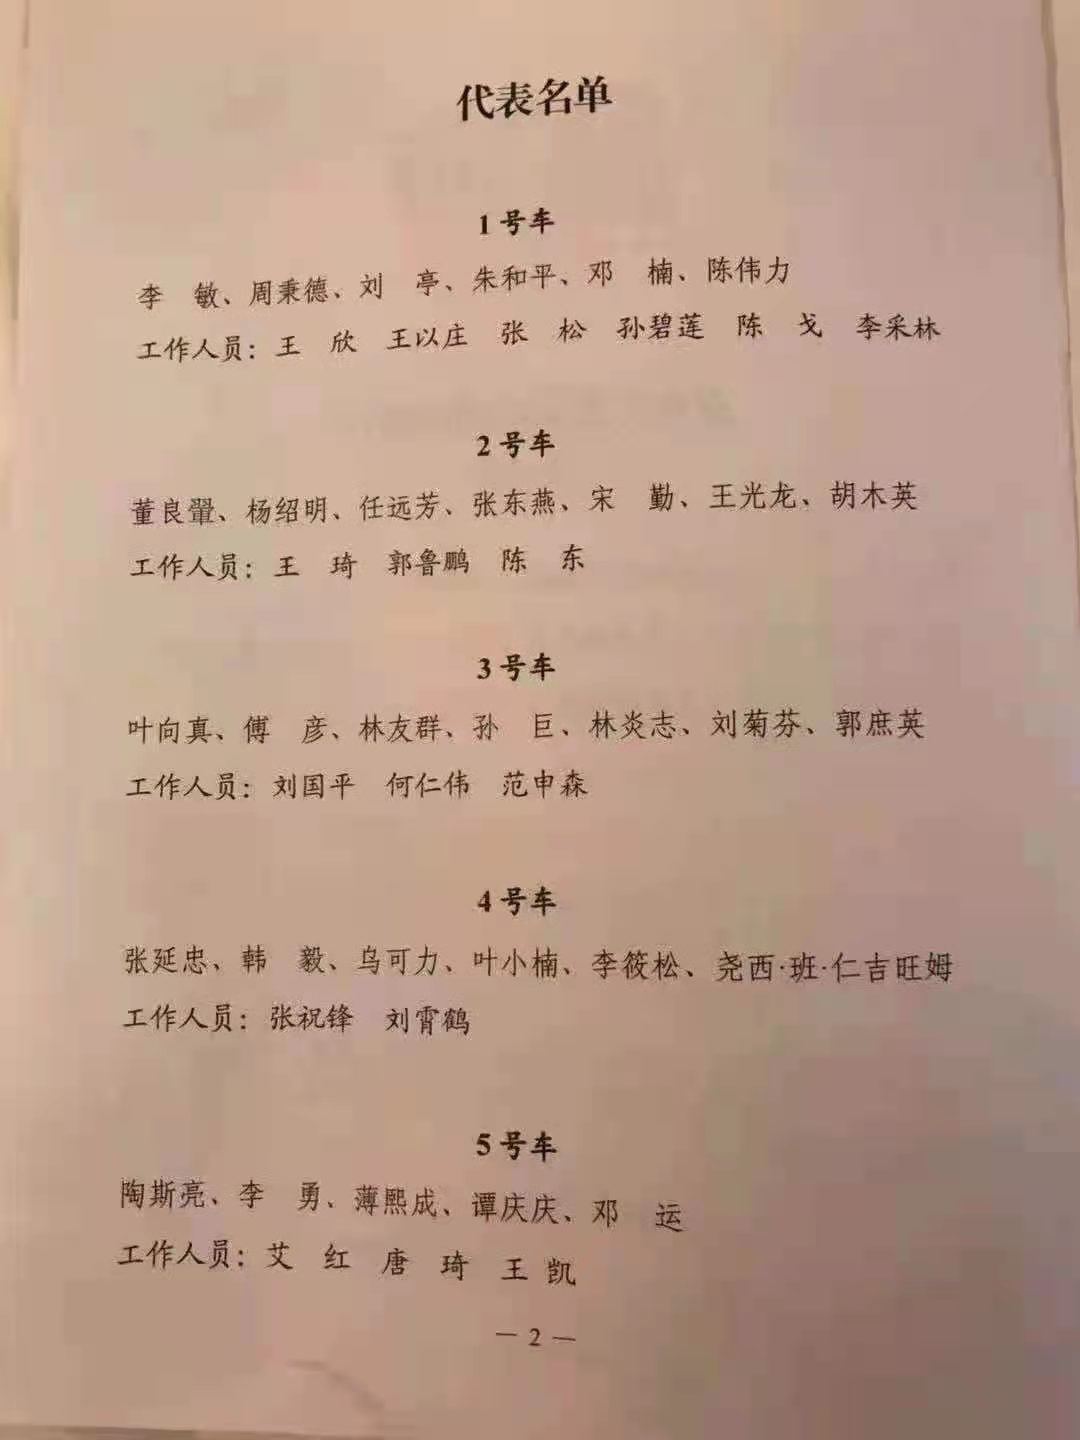 代表名单
1号车
李　敏、周秉德、刘　亭、朱和平、邓　楠、陈伟力
工作人员：王　欣　王以庄　张　松　孙碧莲　陈　戈　李采林
2号车
董良翚、杨绍明、任远芳、张东燕、宋　勤、王光龙、胡木英
工作人员：王　琦　郭鲁鹏　陈　东
3号车
叶向真、傅　彦、林友群、孙　巨、林炎志、刘菊芬、郭庶英
工作人员：刘国平　何仁伟　范申森
4号车
张延忠、韩　毅、乌可力、叶小楠、李筱松、尧西·班·仁吉旺姆
工作人员：张祝锋　刘霄鹤
5号车
陶斯亮、李　勇、薄熙成、谭庆庆、邓　运
工作人员：艾　红　唐　琦　王 凯
— 2 —